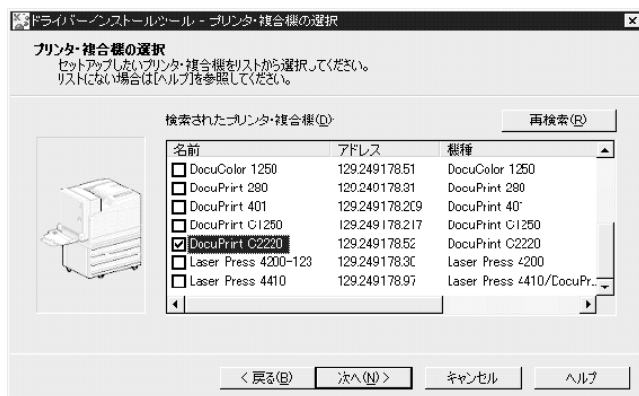 ドライバーインストールツール - プリンタ・複合機の選択
プリンタ・複合機の選択
セットアップしたいプリンタ・複合機をリストから選択してください。
リストにない場合は[ヘルプ]を参照してください。
検索されたプリンタ・複合機(D)
再検索(R)
名前 アドレス 機種
DocuColor 1250 129.249.178.51 DocuColor 1250
DocuPrint 280 129.249.178.31 DocuPrint 280
DocuPrint 401 129.249.178.209 DocuPrint 401
DocuPrint C1250 129.249.178.217 DocuPrint C1250
DocuPrint C2220 129.249.178.52 DocuPrint C2220
Laser Press 4200-123 129.249.178.30 Laser Press 4200
Laser Press 4410 129.249.178.97 Laser Press 4410/DocuPr...
< 戻る(B)
次へ(N) >
キャンセル
ヘルプ